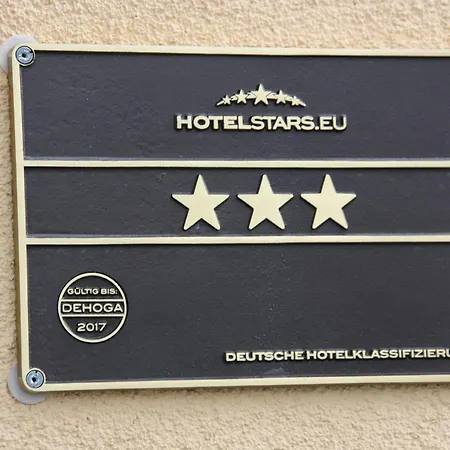 HOTELSTARS.EU
GÜLTIG BIS:
DEHOGA
2017
DEUTSCHE HOTELKLASSIFIZIERU